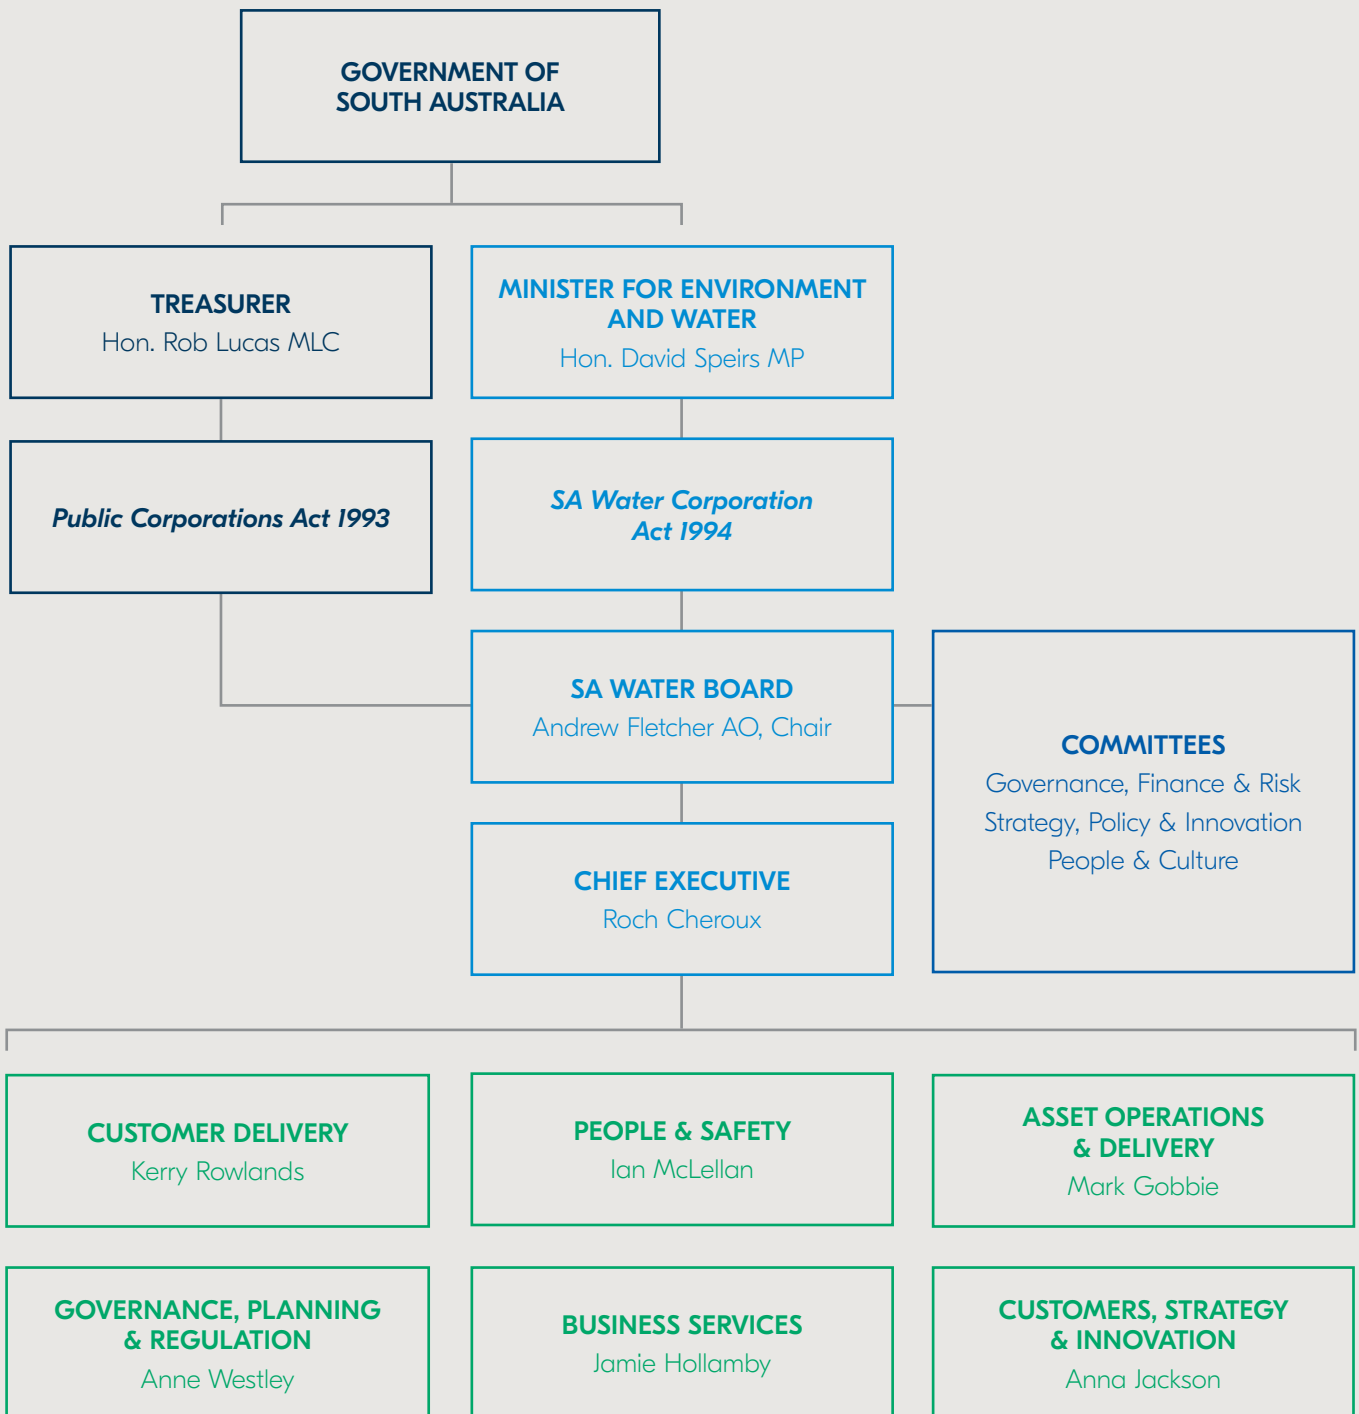 GOVERNMENT OF
SOUTH AUSTRALIA
TREASURER
Hon. Rob Lucas MLC
MINISTER FOR ENVIRONMENT
AND WATER
Hon. David Speirs MP
Public Corporations Act 1993
SA Water Corporation
Act 1994
SA WATER BOARD
Andrew Fletcher AO, Chair
COMMITTEES
Governance, Finance & Risk
Strategy, Policy & Innovation
People & Culture
CHIEF EXECUTIVE
Roch Cheroux
CUSTOMER DELIVERY
Kerry Rowlands
PEOPLE & SAFETY
Ian McLellan
ASSET OPERATIONS
& DELIVERY
Mark Gobbie
GOVERNANCE, PLANNING
& REGULATION
Anne Westley
BUSINESS SERVICES
Jamie Hollamby
CUSTOMERS, STRATEGY
& INNOVATION
Anna Jackson